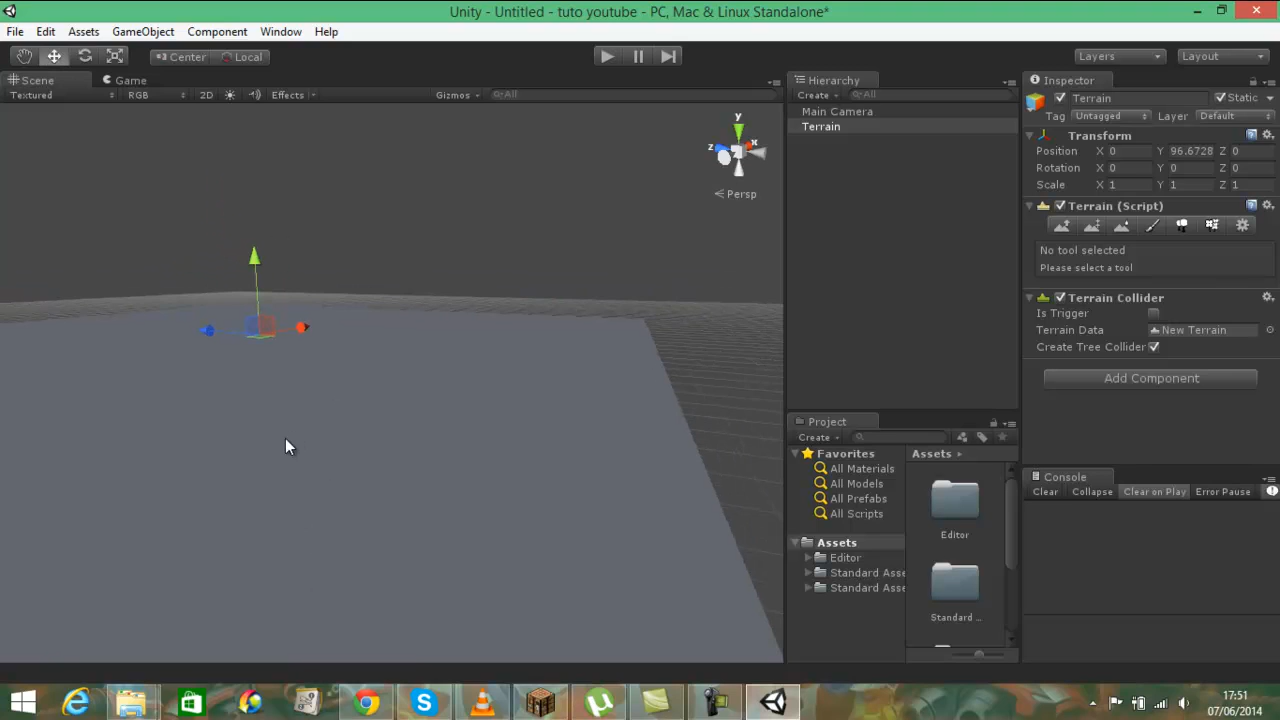 Unity - Untitled - tuto youtube - PC, Mac & Linux Standalone*
File Edit Assets GameObject Component Window Help
Center Local
Layers Layout
Scene Game
Textured RGB 2D Effects Gizmos All
y
z x
Persp
Hierarchy
Create All
Main Camera
Terrain
Inspector
Terrain Static
Tag Untagged Layer Default
Transform
Position X 0 Y 96.6728 Z 0
Rotation X 0 Y 0 Z 0
Scale X 1 Y 1 Z 1
Terrain (Script)
No tool selected
Please select a tool
Terrain Collider
Is Trigger
Terrain Data New Terrain
Create Tree Collider
Add Component
Project
Create
Favorites
All Materials
All Models
All Prefabs
All Scripts
Assets
Editor
Standard Asse
Standard Asse
Assets
Editor
Standard ...
Console
Clear Collapse Clear on Play Error Pause
17:51
07/06/2014